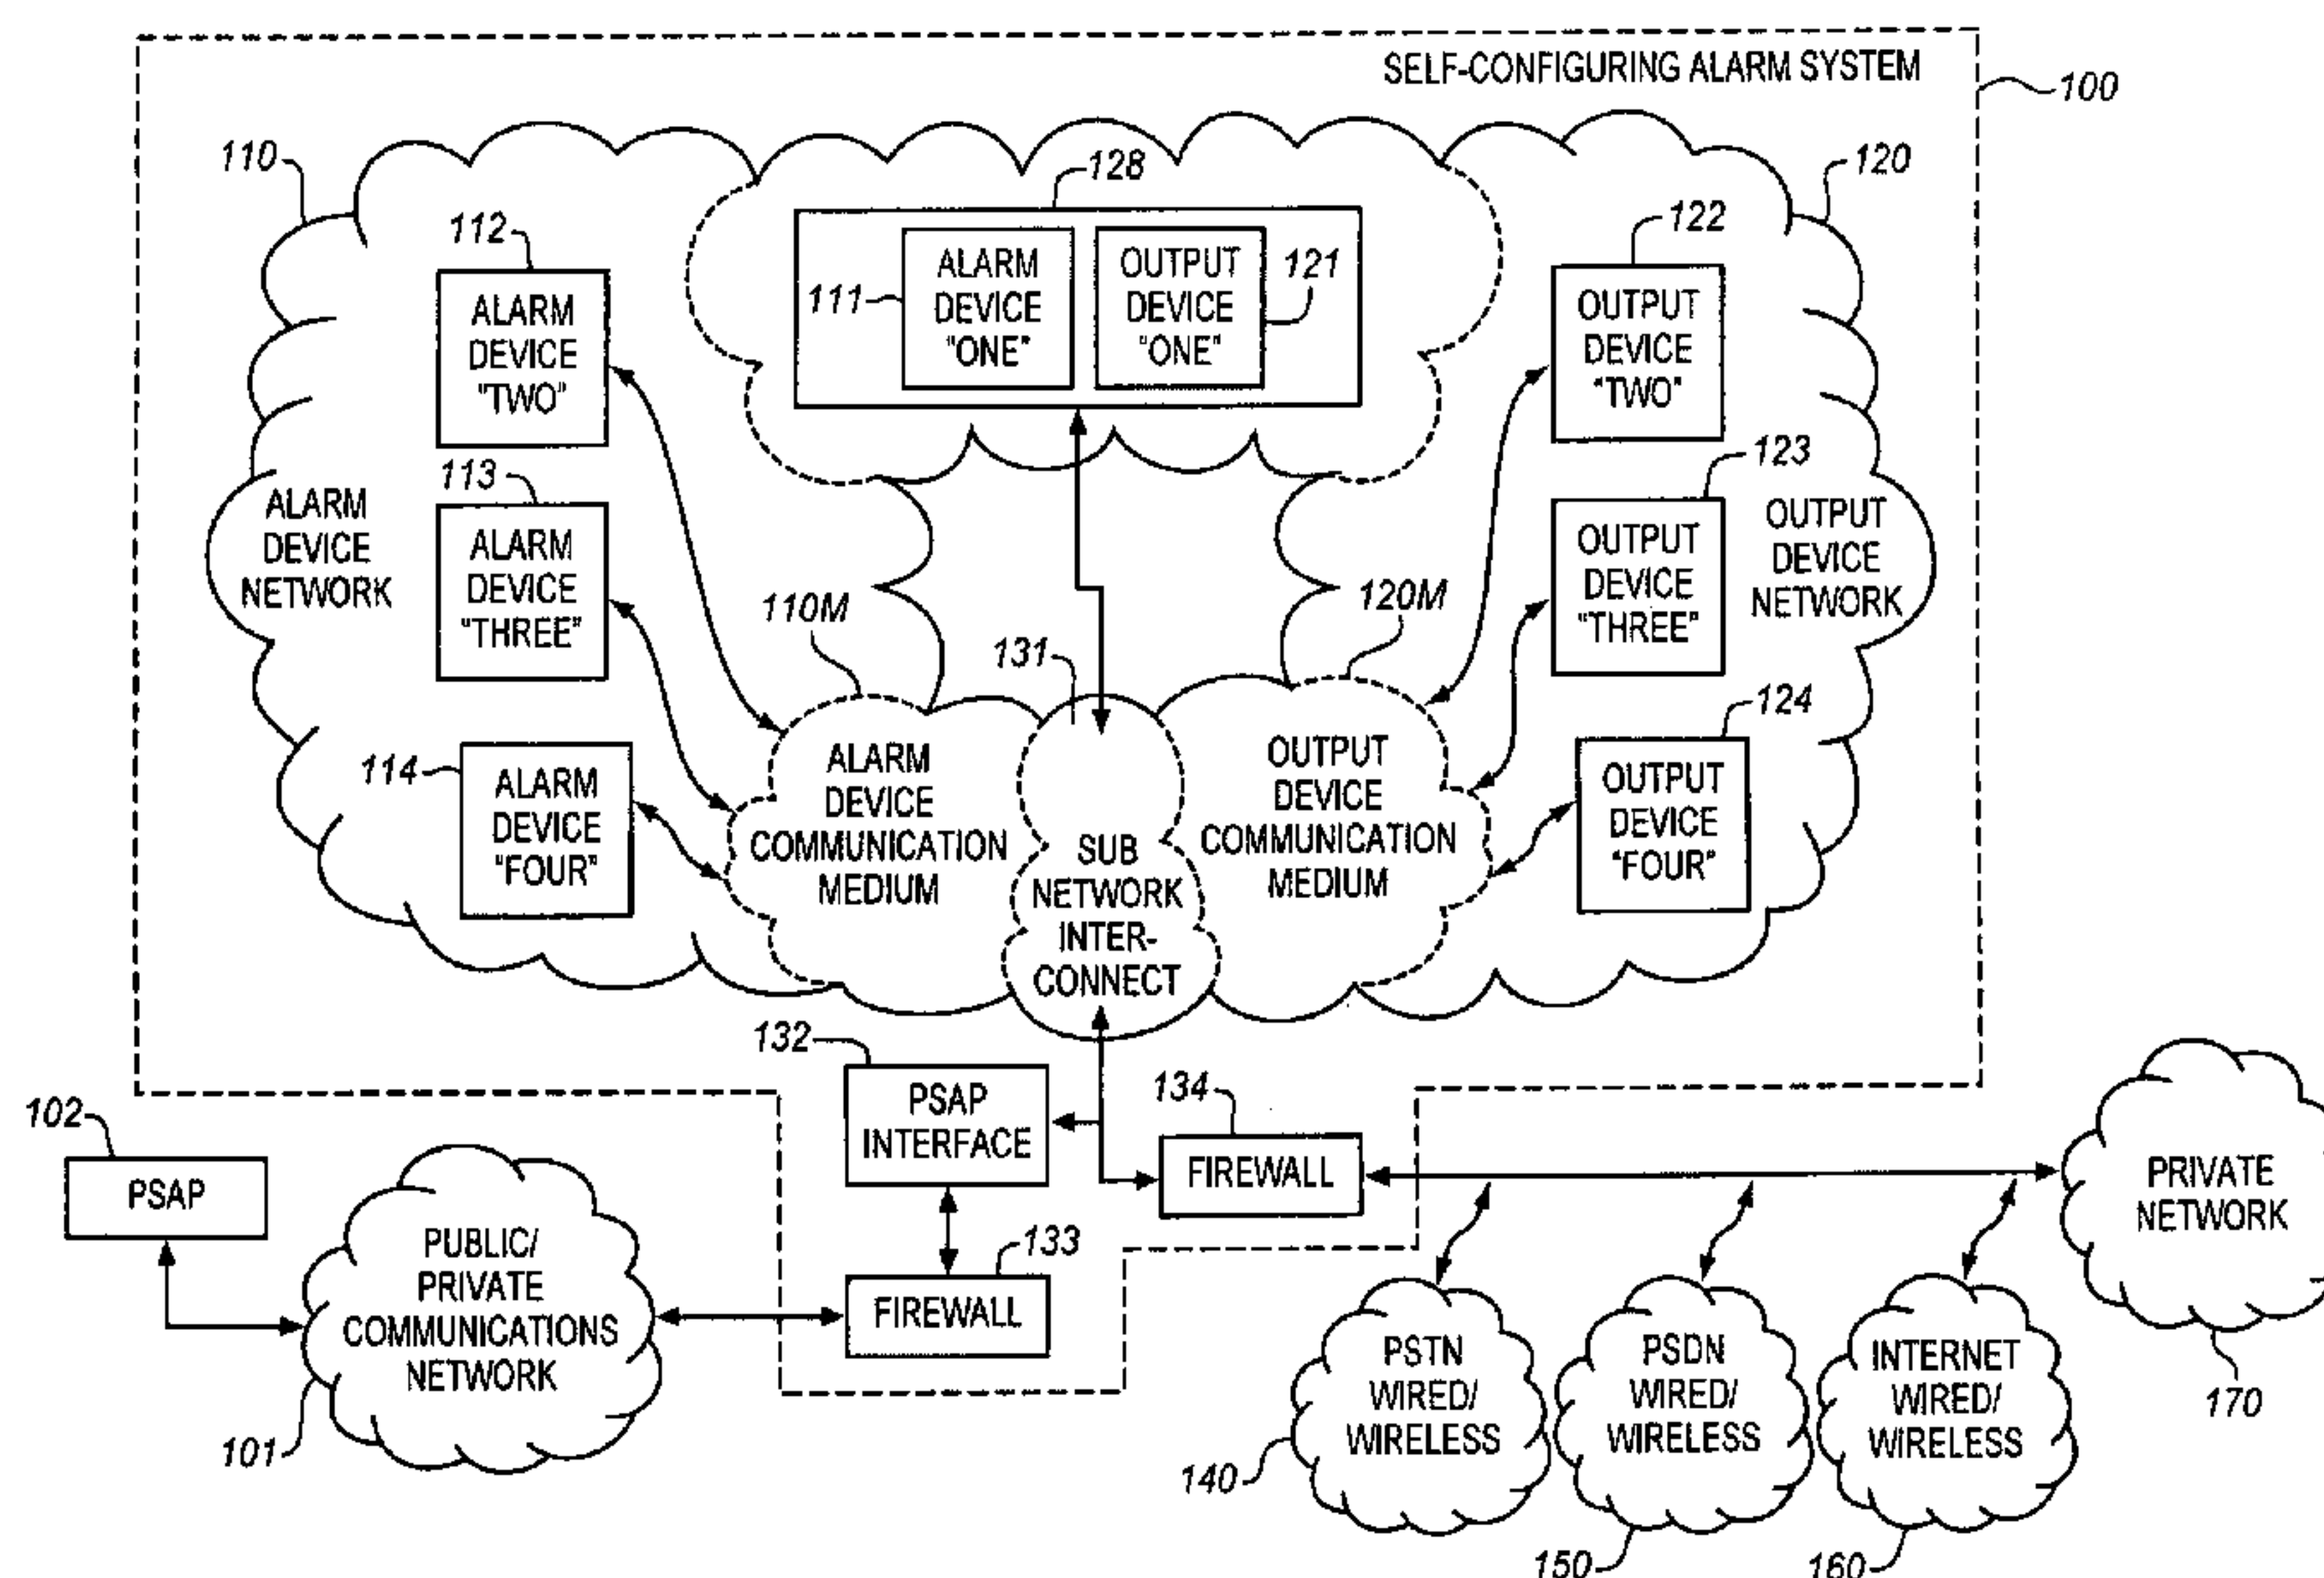 SELF-CONFIGURING ALARM SYSTEM
100
110
128
120
112
ALARM
DEVICE
"TWO"
111
ALARM
DEVICE
"ONE"
OUTPUT
DEVICE
"ONE"
121
122
OUTPUT
DEVICE
"TWO"
ALARM
DEVICE
NETWORK
113
ALARM
DEVICE
"THREE"
123
OUTPUT
DEVICE
"THREE"
OUTPUT
DEVICE
NETWORK
110M
131
120M
114
ALARM
DEVICE
"FOUR"
ALARM
DEVICE
COMMUNICATION
MEDIUM
SUB
NETWORK
INTER-
CONNECT
OUTPUT
DEVICE
COMMUNICATION
MEDIUM
124
OUTPUT
DEVICE
"FOUR"
132
PSAP
INTERFACE
134
FIREWALL
102
PSAP
PUBLIC/
PRIVATE
COMMUNICATIONS
NETWORK
101
133
FIREWALL
PRIVATE
NETWORK
170
PSTN
WIRED/
WIRELESS
140
PSDN
WIRED/
WIRELESS
150
INTERNET
WIRED/
WIRELESS
160